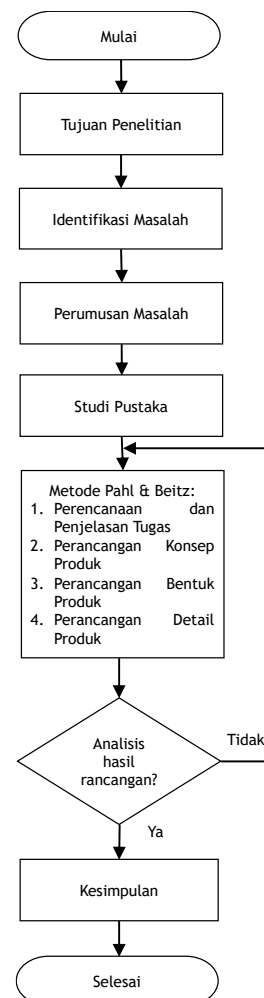 Mulai
Tujuan Penelitian
Identifikasi Masalah
Perumusan Masalah
Studi Pustaka
Metode Pahl & Beitz:
1. Perencanaan dan
Penjelasan Tugas
2. Perancangan Konsep
Produk
3. Perancangan Bentuk
Produk
4. Perancangan Detail
Produk
Analisis
hasil
rancangan?
Tidak
Ya
Kesimpulan
Selesai